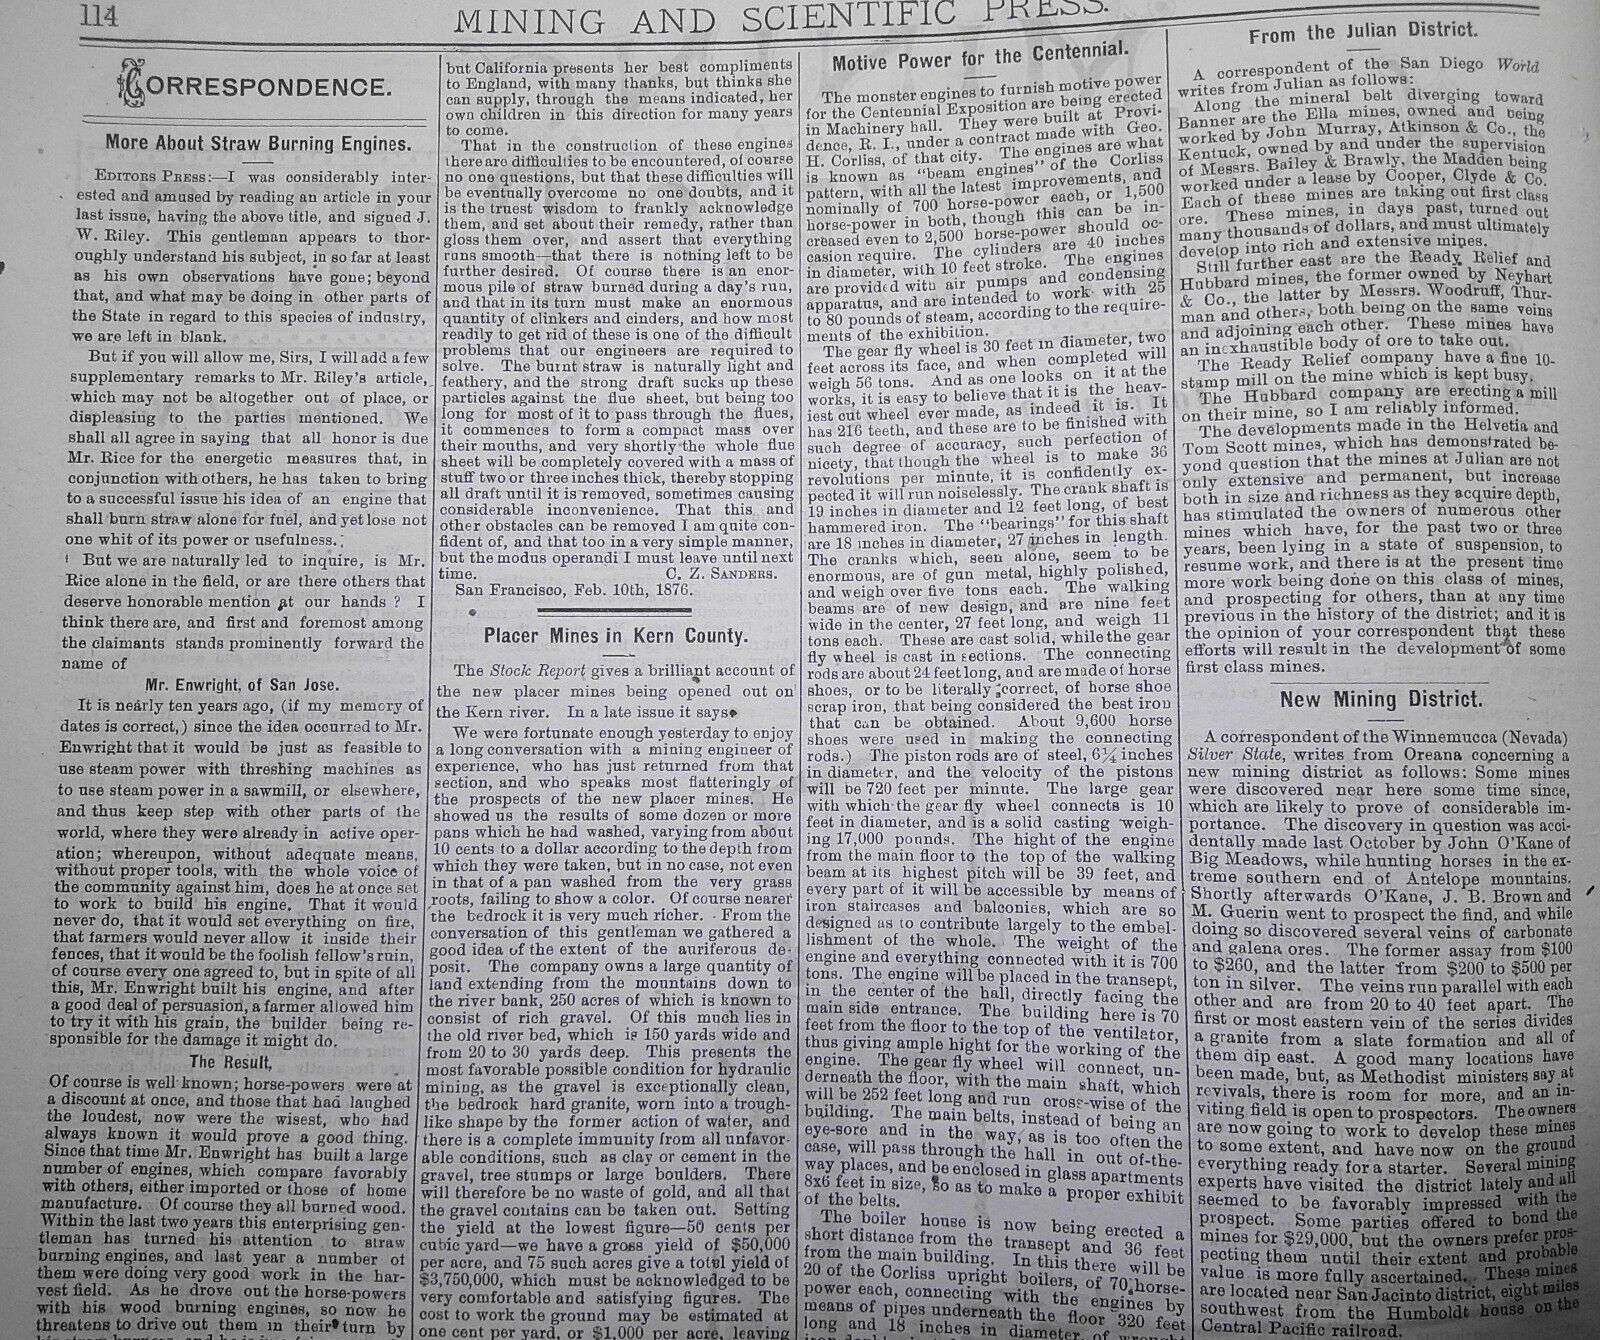 114
MINING AND SCIENTIFIC PRESS.
CORRESPONDENCE.
More About Straw Burning Engines.
EDITORS PRESS:—I was considerably inter-
ested and amused by reading an article in your
last issue, having the above title, and signed J.
W. Riley. This gentleman appears to thor-
oughly understand his subject, in so far at least
as his own observations have gone; beyond
that, and what may be doing in other parts of
the State in regard to this species of industry,
we are left in blank.
But if you will allow me, Sirs, I will add a few
supplementary remarks to Mr. Riley's article,
which may not be altogether out of place, or
displeasing to the parties mentioned. We
shall all agree in saying that all honor is due
Mr. Rice for the energetic measures that, in
conjunction with others, he has taken to bring
to a successful issue his idea of an engine that
shall burn straw alone for fuel, and yet lose not
one whit of its power or usefulness.
But we are naturally led to inquire, is Mr.
Rice alone in the field, or are there others that
deserve honorable mention at our hands? I
think there are, and first and foremost among
the claimants stands prominently forward the
name of
Mr. Enwright, of San Jose.
It is nearly ten years ago, (if my memory of
dates is correct,) since the idea occurred to Mr.
Enwright that it would be just as feasible to
use steam power with threshing machines as
to use steam power in a sawmill, or elsewhere,
and thus keep step with other parts of the
world, where they were already in active oper-
ation; whereupon, without adequate means,
without proper tools, with the whole voice of
the community against him, does he at once set
to work to build his engine. That it would
never do, that it would set everything on fire,
that farmers would never allow it inside their
fences, that it would be the foolish fellow's ruin,
of course every one agreed to, but in spite of all
this, Mr. Enwright built his engine, and after
a good deal of persuasion, a farmer allowed him
to try it with his grain, the builder being re-
sponsible for the damage it might do.
The Result,
Of course is well known; horse-powers were at
a discount at once, and those that had laughed
the loudest, now were the wisest, who had
always known it would prove a good thing.
Since that time Mr. Enwright has built a large
number of engines, which compare favorably
with others, either imported or those of home
manufacture. Of course they all burned wood.
Within the last two years this enterprising gen-
tleman has turned his attention to straw
burning engines, and last year a number of
them were doing very good work in the har-
vest field. As he drove out the horse-powers
with his wood burning engines, so now he
threatens to drive out them in their turn by
but California presents her best compliments
to England, with many thanks, but thinks she
can supply, through the means indicated, her
own children in this direction for many years
to come.
That in the construction of these engines
there are difficulties to be encountered, of course
no one questions, but that these difficulties will
be eventually overcome no one doubts, and it
is the truest wisdom to frankly acknowledge
them, and set about their remedy, rather than
gloss them over, and assert that everything
runs smooth—that there is nothing left to be
further desired. Of course there is an enor-
mous pile of straw burned during a day's run,
and that in its turn must make an enormous
quantity of clinkers and cinders, and how most
readily to get rid of these is one of the difficult
problems that our engineers are required to
solve. The burnt straw is naturally light and
feathery, and the strong draft sucks up these
particles against the flue sheet, but being too
long for most of it to pass through the flues,
it commences to form a compact mass over
their mouths, and very shortly the whole flue
sheet will be completely covered with a mass of
stuff two or three inches thick, thereby stopping
all draft until it is removed, sometimes causing
considerable inconvenience. That this and
other obstacles can be removed I am quite con-
fident of, and that too in a very simple manner,
but the modus operandi I must leave until next
time. C. Z. SANDERS.
San Francisco, Feb. 10th, 1876.
Placer Mines in Kern County.
The Stock Report gives a brilliant account of
the new placer mines being opened out on
the Kern river. In a late issue it says
We were fortunate enough yesterday to enjoy
a long conversation with a mining engineer of
experience, who has just returned from that
section, and who speaks most flatteringly of
the prospects of the new placer mines. He
showed us the results of some dozen or more
pans which he had washed, varying from about
10 cents to a dollar according to the depth from
which they were taken, but in no case, not even
in that of a pan washed from the very grass
roots, failing to show a color. Of course nearer
the bedrock it is very much richer. From the
conversation of this gentleman we gathered a
good idea of the extent of the auriferous de-
posit. The company owns a large quantity of
land extending from the mountains down to
the river bank, 250 acres of which is known to
consist of rich gravel. Of this much lies in
the old river bed, which is 150 yards wide and
from 20 to 30 yards deep. This presents the
most favorable possible condition for hydraulic
mining, as the gravel is exceptionally clean,
the bedrock hard granite, worn into a trough-
like shape by the former action of water, and
there is a complete immunity from all unfavor-
able conditions, such as clay or cement in the
gravel, tree stumps or large boulders. There
will therefore be no waste of gold, and all that
the gravel contains can be taken out. Setting
the yield at the lowest figure—50 cents per
cubic yard—we have a gross yield of $50,000
per acre, and 75 such acres give a total yield of
$3,750,000, which must be acknowledged to be
very comfortable and satisfying figures. The
cost to work the ground may be estimated at
one cent per yard, or $1,000 per acre, leaving
Motive Power for the Centennial.
The monster engines to furnish motive power
for the Centennial Exposition are being erected
in Machinery hall. They were built at Provi-
dence, R. I., under a contract made with Geo.
H. Corliss, of that city. The engines are what
is known as "beam engines" of the Corliss
pattern, with all the latest improvements, and
nominally of 700 horse-power each, or 1,500
horse-power in both, though this can be in-
creased even to 2,500 horse-power should oc-
casion require. The cylinders are 40 inches
in diameter, with 10 feet stroke. The engines
are provided with air pumps and condensing
apparatus, and are intended to work with 25
to 80 pounds of steam, according to the require-
ments of the exhibition.
The gear fly wheel is 30 feet in diameter, two
feet across its face, and when completed will
weigh 56 tons. And as one looks on it at the
works, it is easy to believe that it is the heav-
iest cut wheel ever made, as indeed it is. It
has 216 teeth, and these are to be finished with
such degree of accuracy, such perfection of
nicety, that though the wheel is to make 36
revolutions per minute, it is confidently ex-
pected it will run noiselessly. The crank shaft is
19 inches in diameter and 12 feet long, of best
hammered iron. The "bearings" for this shaft
are 18 inches in diameter, 27 inches in length.
The cranks which, seen alone, seem to be
enormous, are of gun metal, highly polished,
and weigh over five tons each. The walking
beams are of new design, and are nine feet
wide in the center, 27 feet long, and weigh 11
tons each. These are cast solid, while the gear
fly wheel is cast in sections. The connecting
rods are about 24 feet long, and are made of horse
shoes, or to be literally correct, of horse shoe
scrap iron, that being considered the best iron
that can be obtained. About 9,600 horse
shoes were used in making the connecting
rods.) The piston rods are of steel, 6¼ inches
in diameter, and the velocity of the pistons
will be 720 feet per minute. The large gear
with which the gear fly wheel connects is 10
feet in diameter, and is a solid casting weigh-
ing 17,000 pounds. The hight of the engine
from the main floor to the top of the walking
beam at its highest pitch will be 39 feet, and
every part of it will be accessible by means of
iron staircases and balconies, which are so
designed as to contribute largely to the embel-
lishment of the whole. The weight of the
engine and everything connected with it is 700
tons. The engine will be placed in the transept,
in the center of the hall, directly facing the
main side entrance. The building here is 70
feet from the floor to the top of the ventilator,
thus giving ample hight for the working of the
engine. The gear fly wheel will connect, un-
derneath the floor, with the main shaft, which
will be 252 feet long and run cross-wise of the
building. The main belts, instead of being an
eye-sore and in the way, as is too often the
case, will pass through the hall in out of-the-
way places, and be enclosed in glass apartments
8x6 feet in size, so as to make a proper exhibit
of the belts.
The boiler house is now being erected a
short distance from the transept and 36 feet
from the main building. In this there will be
20 of the Corliss upright boilers, of 70 horse-
power each, connecting with the engines by
means of pipes underneath the floor 320 feet
long and 18 inches in diameter, of wrought
From the Julian District.
A correspondent of the San Diego World
writes from Julian as follows:
Along the mineral belt diverging toward
Banner are the Ella mines, owned and being
worked by John Murray, Atkinson & Co., the
Kentuck, owned by and under the supervision
of Messrs. Bailey & Brawly, the Madden being
worked under a lease by Cooper, Clyde & Co.
Each of these mines are taking out first class
ore. These mines, in days past, turned out
many thousands of dollars, and must ultimately
develop into rich and extensive mines.
Still further east are the Ready Relief and
Hubbard mines, the former owned by Neyhart
& Co., the latter by Messrs. Woodruff, Thur-
man and others, both being on the same veins
and adjoining each other. These mines have
an inexhaustible body of ore to take out.
The Ready Relief company have a fine 10-
stamp mill on the mine which is kept busy.
The Hubbard company are erecting a mill
on their mine, so I am reliably informed.
The developments made in the Helvetia and
Tom Scott mines, which has demonstrated be-
yond question that the mines at Julian are not
only extensive and permanent, but increase
both in size and richness as they acquire depth,
has stimulated the owners of numerous other
mines which have, for the past two or three
years, been lying in a state of suspension, to
resume work, and there is at the present time
more work being done on this class of mines,
and prospecting for others, than at any time
previous in the history of the district; and it is
the opinion of your correspondent that these
efforts will result in the development of some
first class mines.
New Mining District.
A correspondent of the Winnemucca (Nevada)
Silver State, writes from Oreana concerning a
new mining district as follows: Some mines
were discovered near here some time since,
which are likely to prove of considerable im-
portance. The discovery in question was acci-
dentally made last October by John O'Kane of
Big Meadows, while hunting horses in the ex-
treme southern end of Antelope mountains.
Shortly afterwards O'Kane, J. B. Brown and
M. Guerin went to prospect the find, and while
doing so discovered several veins of carbonate
and galena ores. The former assay from $100
to $260, and the latter from $200 to $500 per
ton in silver. The veins run parallel with each
other and are from 20 to 40 feet apart. The
first or most eastern vein of the series divides
a granite from a slate formation and all of
them dip east. A good many locations have
been made, but, as Methodist ministers say at
revivals, there is room for more, and an in-
viting field is open to prospectors. The owners
are now going to work to develop these mines
to some extent, and have now on the ground
everything ready for a starter. Several mining
experts have visited the district lately and all
seemed to be favorably impressed with the
prospect. Some parties offered to bond the
mines for $29,000, but the owners prefer pros-
pecting them until their extent and probable
value is more fully ascertained. These mines
are located near San Jacinto district, eight miles
southwest from the Humboldt house on the
Central Pacific railroad.